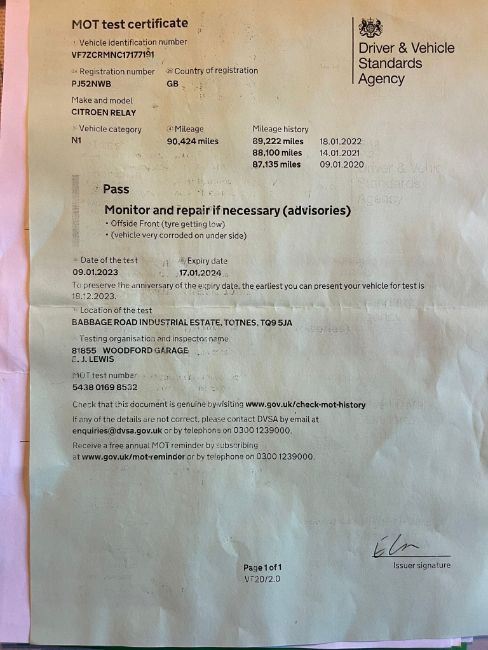 MOT test certificate
Driver & Vehicle
Standards
Agency
Vehicle identification number
VF7ZCRMNC17177191
Registration number
Country of registration
PJ52NWB
GB
Make and model
CITROEN RELAY
Vehicle category
Mileage
Mileage history
N1
90,424 miles
89,222 miles 18.01.2022
88,100 miles 14.01.2021
87,135 miles 09.01.2020
Pass
Monitor and repair if necessary (advisories)
• Offside Front (tyre getting low)
• (vehicle very corroded on under side)
Date of the test
Expiry date
09.01.2023
17.01.2024
To preserve the anniversary of the expiry date, the earliest you can present your vehicle for test is
18.12.2023.
Location of the test
BABBAGE ROAD INDUSTRIAL ESTATE, TOTNES, TQ9 5JA
Testing organisation and inspector name
81855 WOODFORD GARAGE
E. J. LEWIS
MOT test number
5438 0169 8532
Check that this document is genuine by visiting www.gov.uk/check-mot-history
If any of the details are not correct, please contact DVSA by email at
enquiries@dvsa.gov.uk or by telephone on 0300 1239000.
Receive a free annual MOT reminder by subscribing
at www.gov.uk/mot-reminder or by telephone on 0300 1239000.
Issuer signature
Page 1 of 1
VT20/2.0